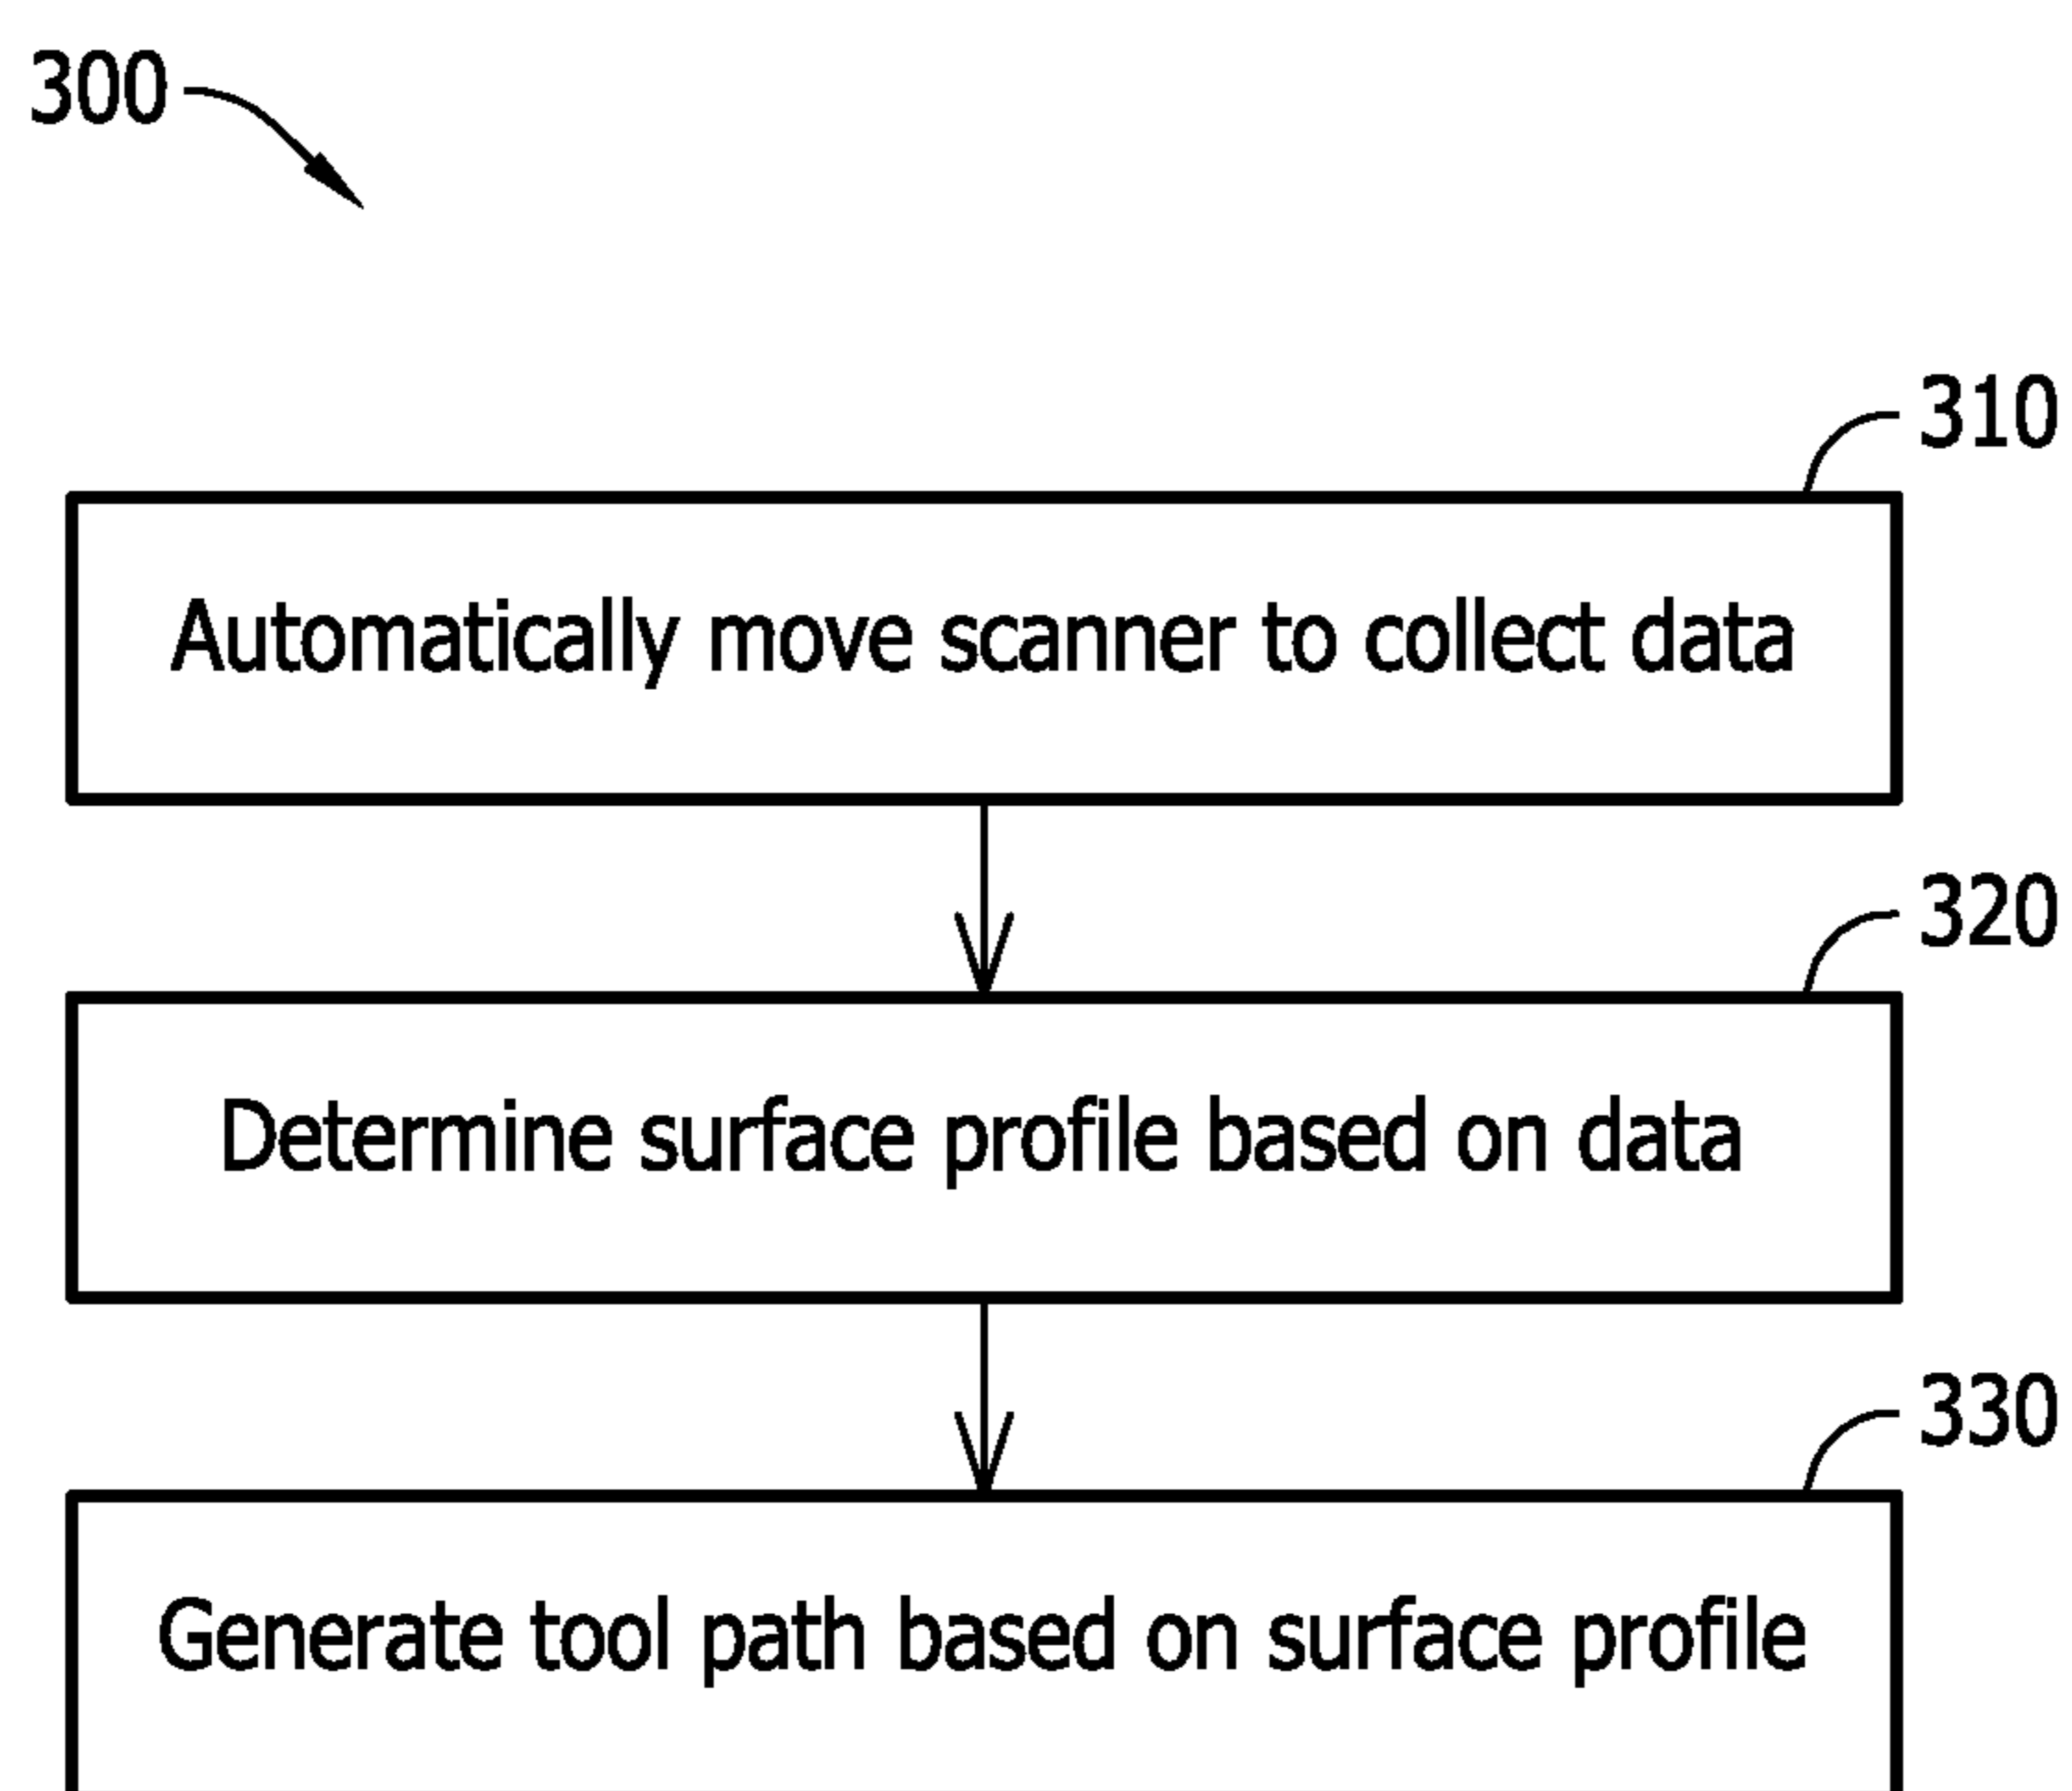 300
310
Automatically move scanner to collect data
320
Determine surface profile based on data
330
Generate tool path based on surface profile